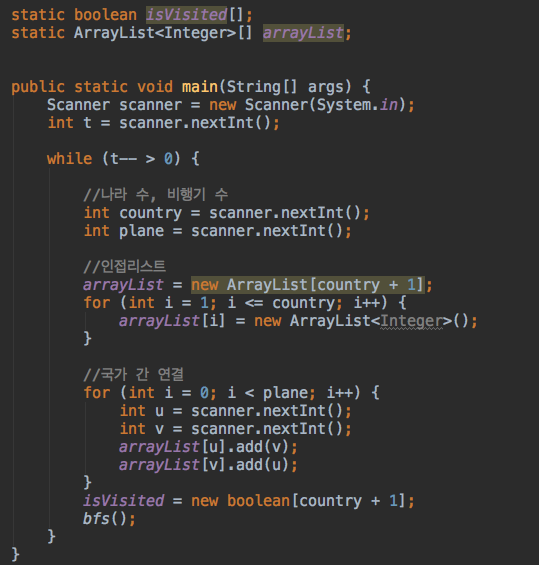 static boolean isVisited[];
static ArrayList<Integer>[] arrayList;
public static void main(String[] args) {
Scanner scanner = new Scanner(System.in);
int t = scanner.nextInt();
while (t-- > 0) {
//나라 수, 비행기 수
int country = scanner.nextInt();
int plane = scanner.nextInt();
//인접리스트
arrayList = new ArrayList[country + 1];
for (int i = 1; i <= country; i++) {
arrayList[i] = new ArrayList<Integer>();
}
//국가 간 연결
for (int i = 0; i < plane; i++) {
int u = scanner.nextInt();
int v = scanner.nextInt();
arrayList[u].add(v);
arrayList[v].add(u);
}
isVisited = new boolean[country + 1];
bfs();
}
}